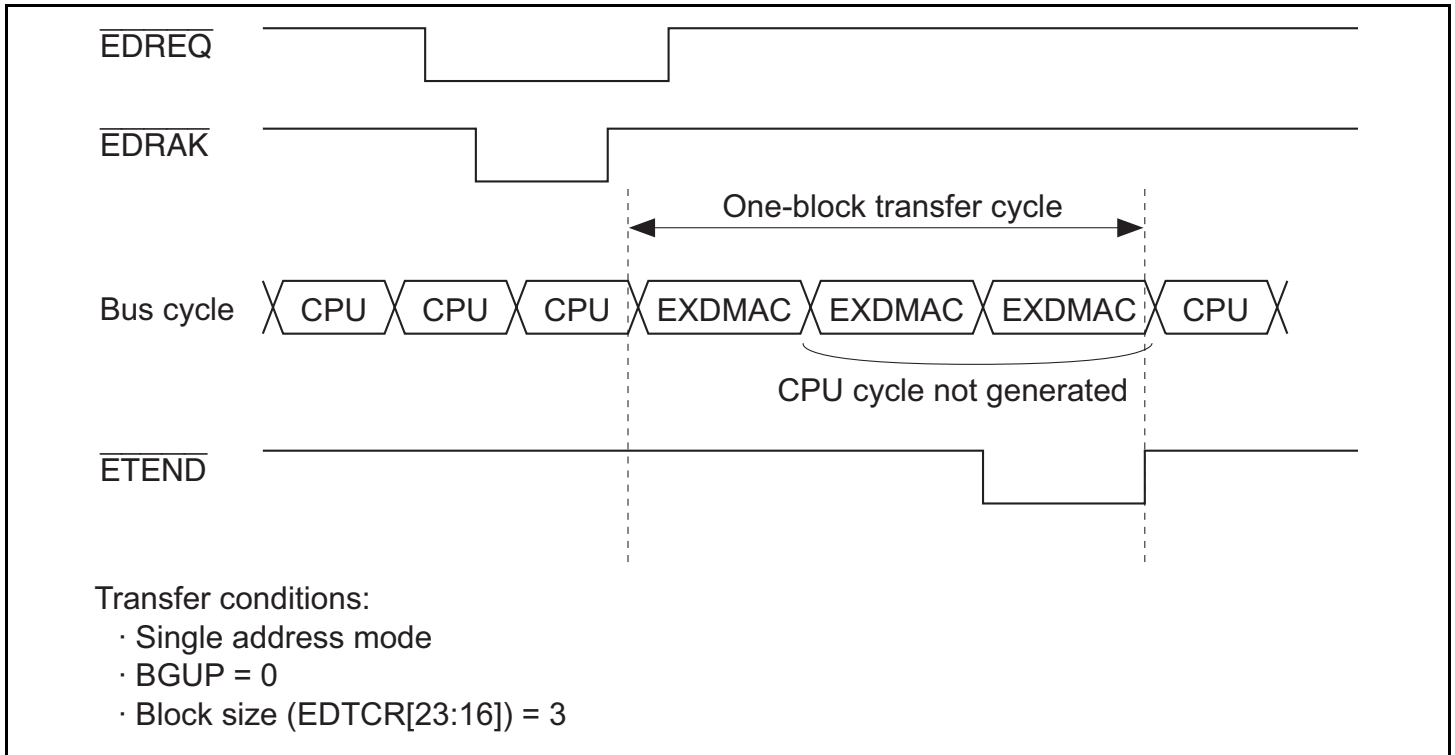 EDREQ
EDRAK
One-block transfer cycle
Bus cycle CPU CPU CPU EXDMAC EXDMAC EXDMAC CPU
CPU cycle not generated
ETEND
Transfer conditions:
· Single address mode
· BGUP = 0
· Block size (EDTCR[23:16]) = 3